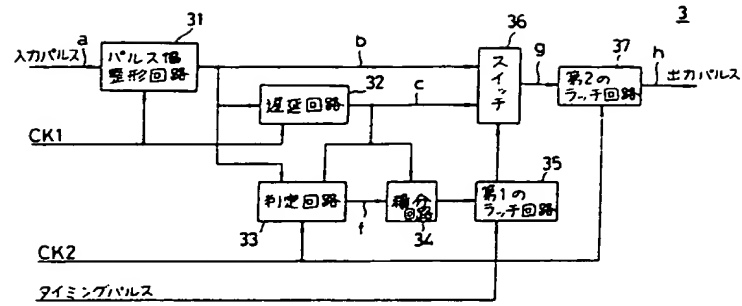 31
36
3
入力パルス
a
パルス幅
整形回路
b
スイッチ
g
37
第2の
ラッチ回路
h
出力パルス
32
遅延回路
c
CK1
35
判定回路
33
f
積分
回路
34
第1の
ラッチ回路
CK2
タイミングパルス